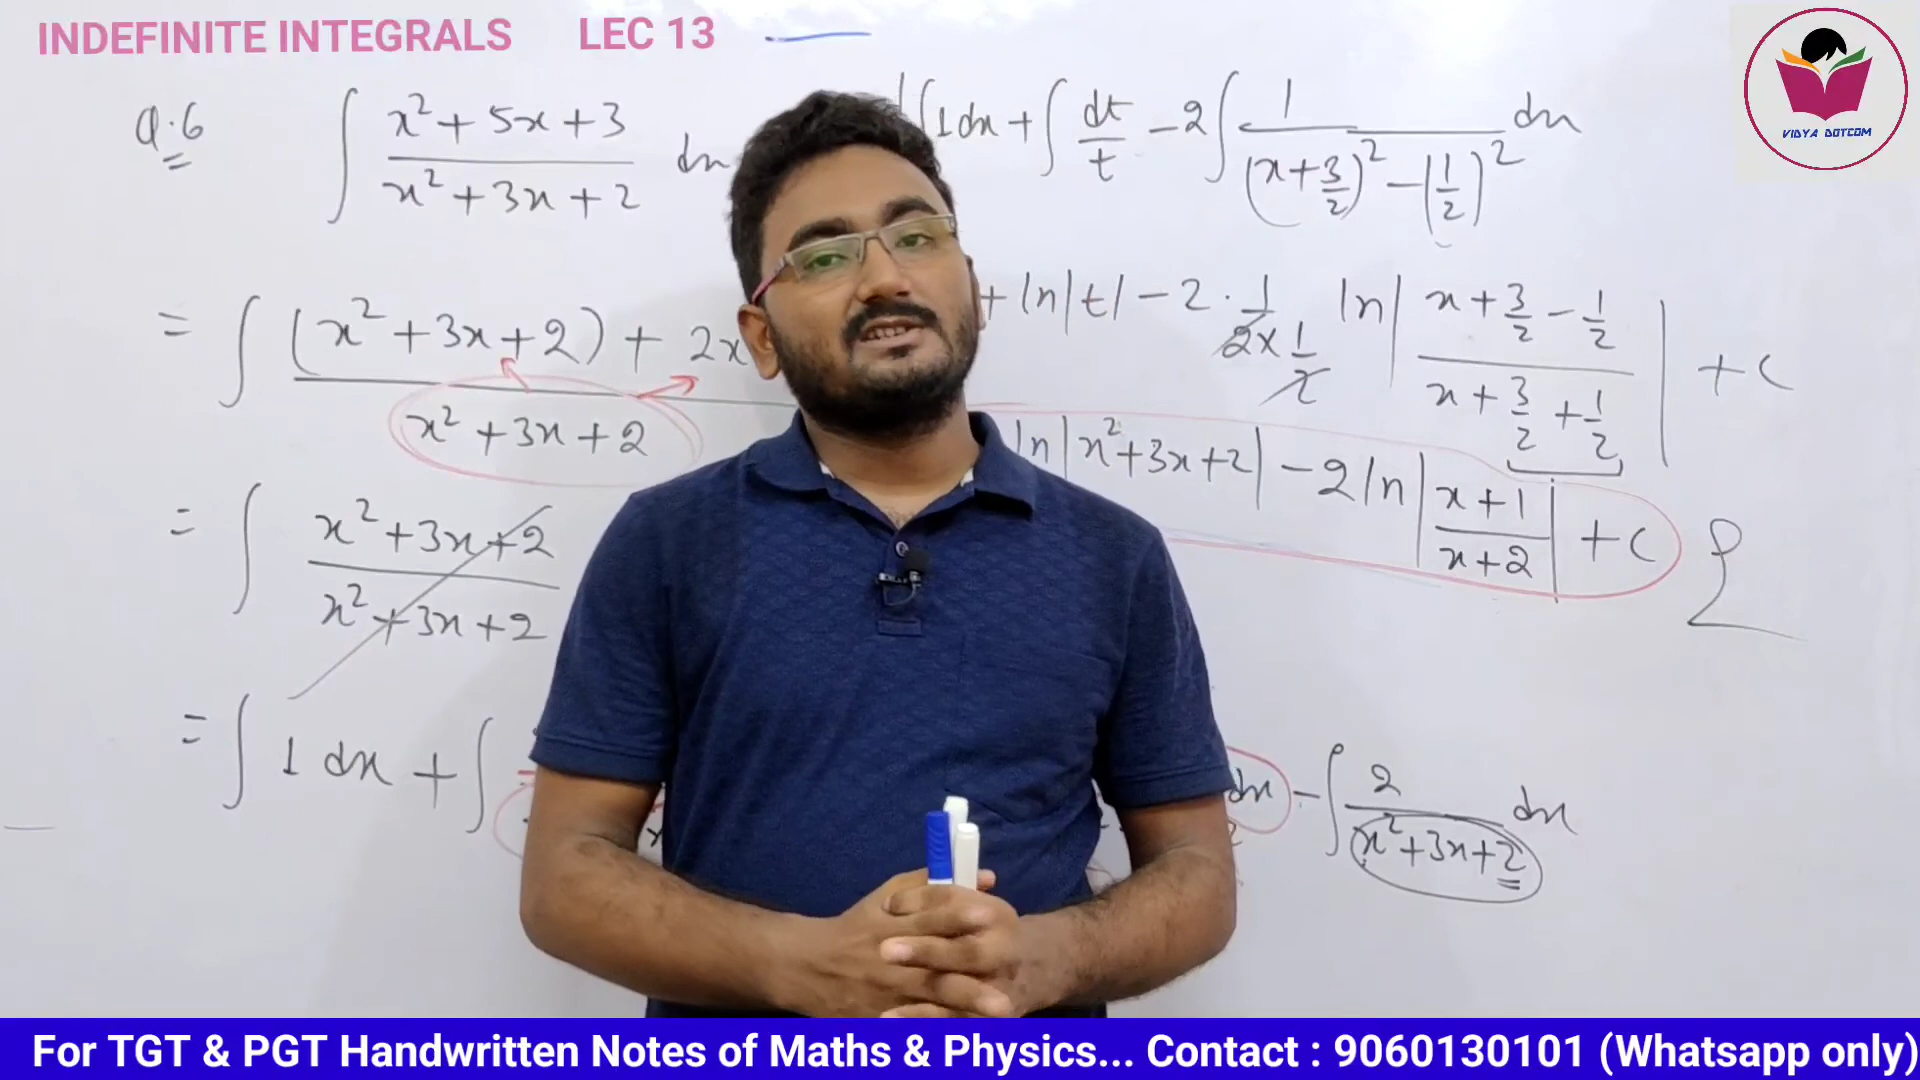 INDEFINITE INTEGRALS LEC 13
VIDYA DOTCOM
Q.6 ∫ (x² + 5x + 3)/(x² + 3x + 2) dx
= ∫ ((x² + 3x + 2) + 2x)/(x² + 3x + 2)
= ∫ (x² + 3x + 2)/(x² + 3x + 2)
= ∫ 1 dx + ∫
∫ 1 dx + ∫ dt/t − 2 ∫ 1/((x + 3/2)² − (1/2)²) dx
+ ln|t| − 2 · 1/(2 × 1/2) ln|(x + 3/2 − 1/2)/(x + 3/2 + 1/2)| + c
ln|x² + 3x + 2| − 2 ln|(x + 1)/(x + 2)| + c
dx − ∫ 2/(x² + 3x + 2) dx
For TGT & PGT Handwritten Notes of Maths & Physics... Contact : 9060130101 (Whatsapp only)